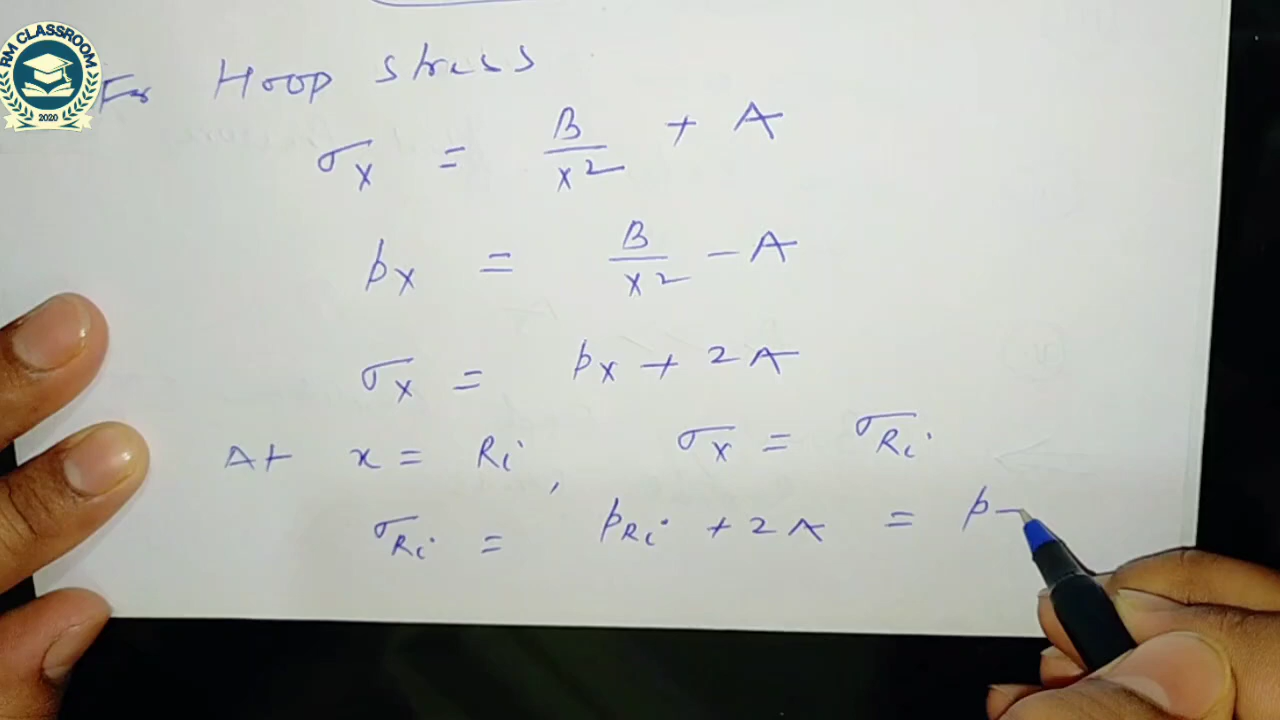 RM CLASSROOM
2020
For Hoop stress
σx = B/x² + A
px = B/x² - A
σx = px + 2A
At x = Ri, σx = σRi
σRi = pRi + 2A = p